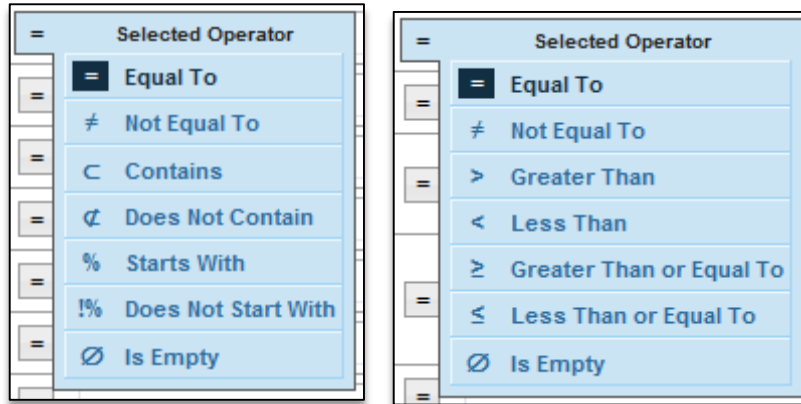 = Selected Operator
= Equal To
≠ Not Equal To
⊂ Contains
⊄ Does Not Contain
% Starts With
!% Does Not Start With
∅ Is Empty
=
=
=
=
=
= Selected Operator
= Equal To
≠ Not Equal To
> Greater Than
< Less Than
≥ Greater Than or Equal To
≤ Less Than or Equal To
∅ Is Empty
=
=
=
=